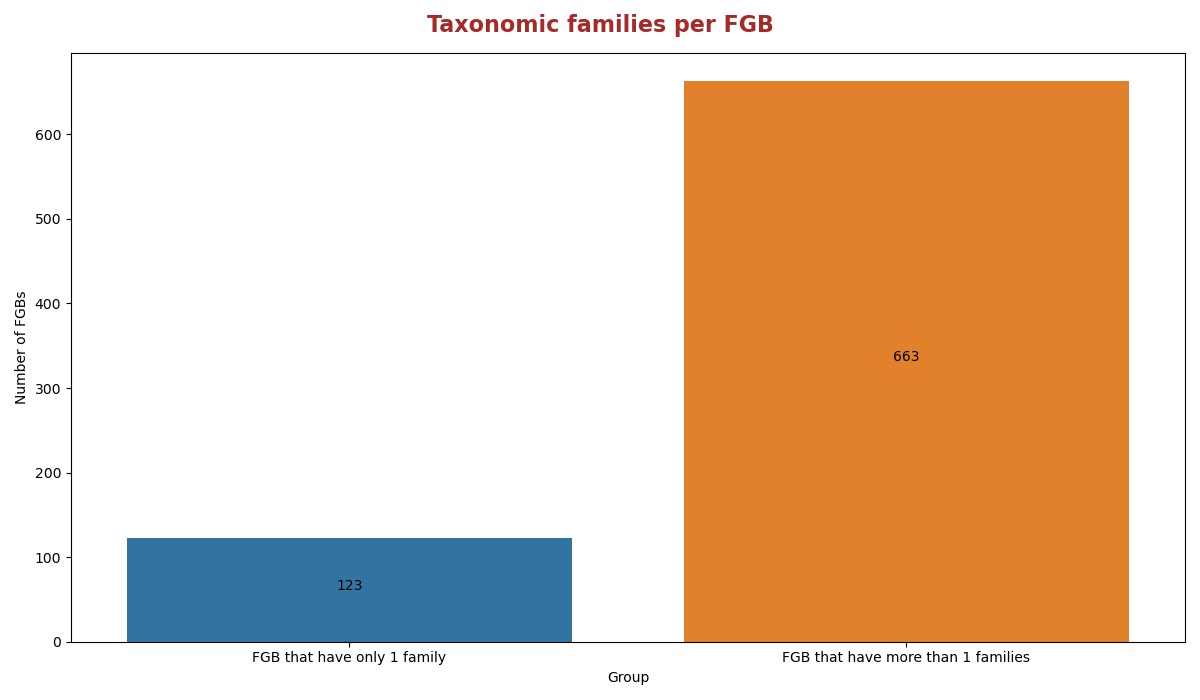 Taxonomic families per FGB
Number of FGBs
600
500
400
300
200
100
0
663
123
FGB that have only 1 family
FGB that have more than 1 families
Group